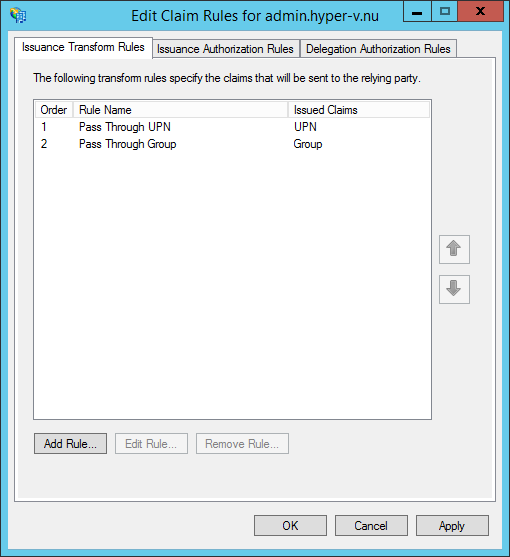 Edit Claim Rules for admin.hyper-v.nu
Issuance Transform Rules Issuance Authorization Rules Delegation Authorization Rules
The following transform rules specify the claims that will be sent to the relying party.
Order Rule Name Issued Claims
1 Pass Through UPN UPN
2 Pass Through Group Group
Add Rule... Edit Rule... Remove Rule...
OK Cancel Apply